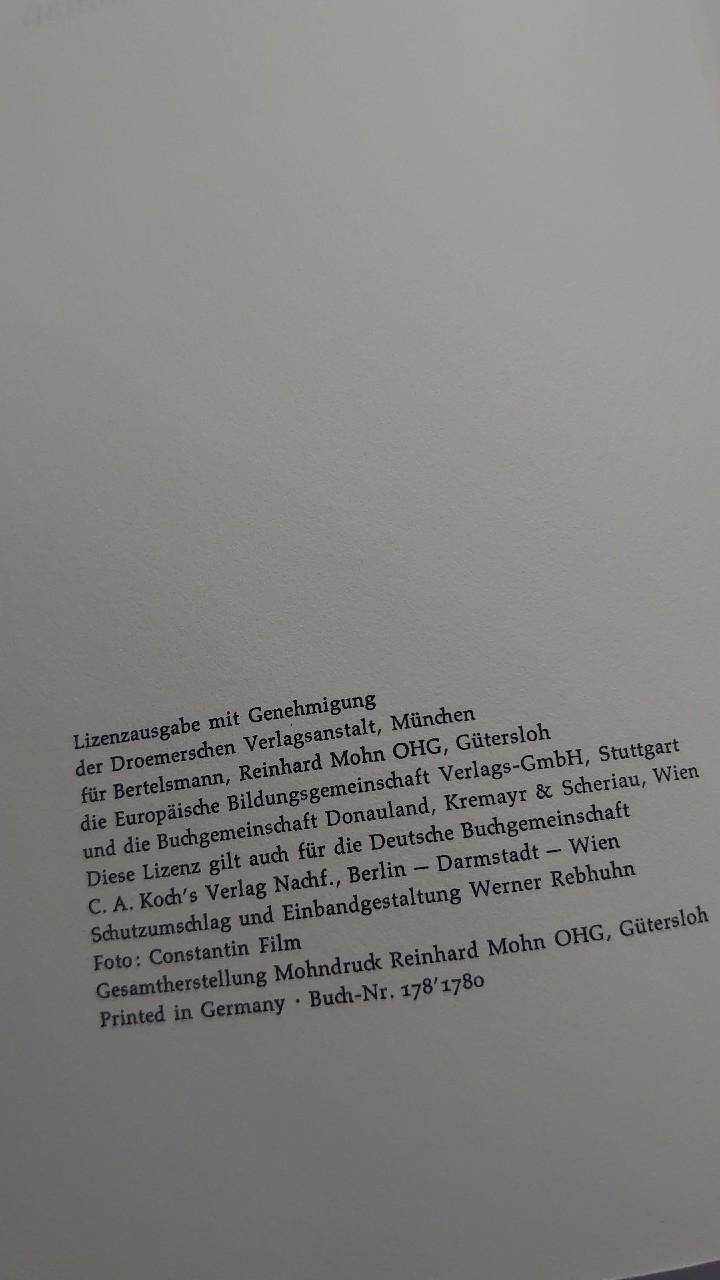 Lizenzausgabe mit Genehmigung
der Droemerschen Verlagsanstalt, München
für Bertelsmann, Reinhard Mohn OHG, Gütersloh
die Europäische Bildungsgemeinschaft Verlags-GmbH, Stuttgart
und die Buchgemeinschaft Donauland, Kremayr & Scheriau, Wien
Diese Lizenz gilt auch für die Deutsche Buchgemeinschaft
C. A. Koch's Verlag Nachf., Berlin – Darmstadt – Wien
Schutzumschlag und Einbandgestaltung Werner Rebhuhn
Foto: Constantin Film
Gesamtherstellung Mohndruck Reinhard Mohn OHG, Gütersloh
Printed in Germany · Buch-Nr. 178'1780